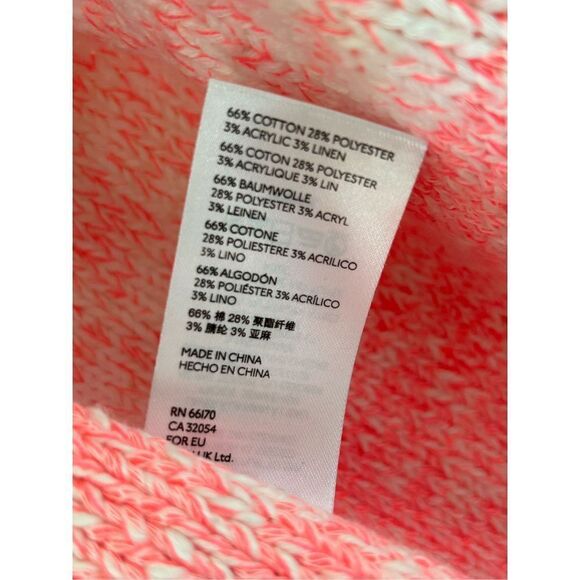 66% COTTON 28% POLYESTER
3% ACRYLIC 3% LINEN
66% COTON 28% POLYESTER
3% ACRYLIQUE 3% LIN
66% BAUMWOLLE
28% POLYESTER 3% ACRYL
3% LEINEN
66% COTONE
28% POLIESTERE 3% ACRILICO
3% LINO
66% ALGODÓN
28% POLIÉSTER 3% ACRÍLICO
3% LINO
66% 棉 28% 聚酯纤维
3% 腈纶 3% 亚麻
MADE IN CHINA
HECHO EN CHINA
RN 66170
CA 32054
FOR EU
UK Ltd.